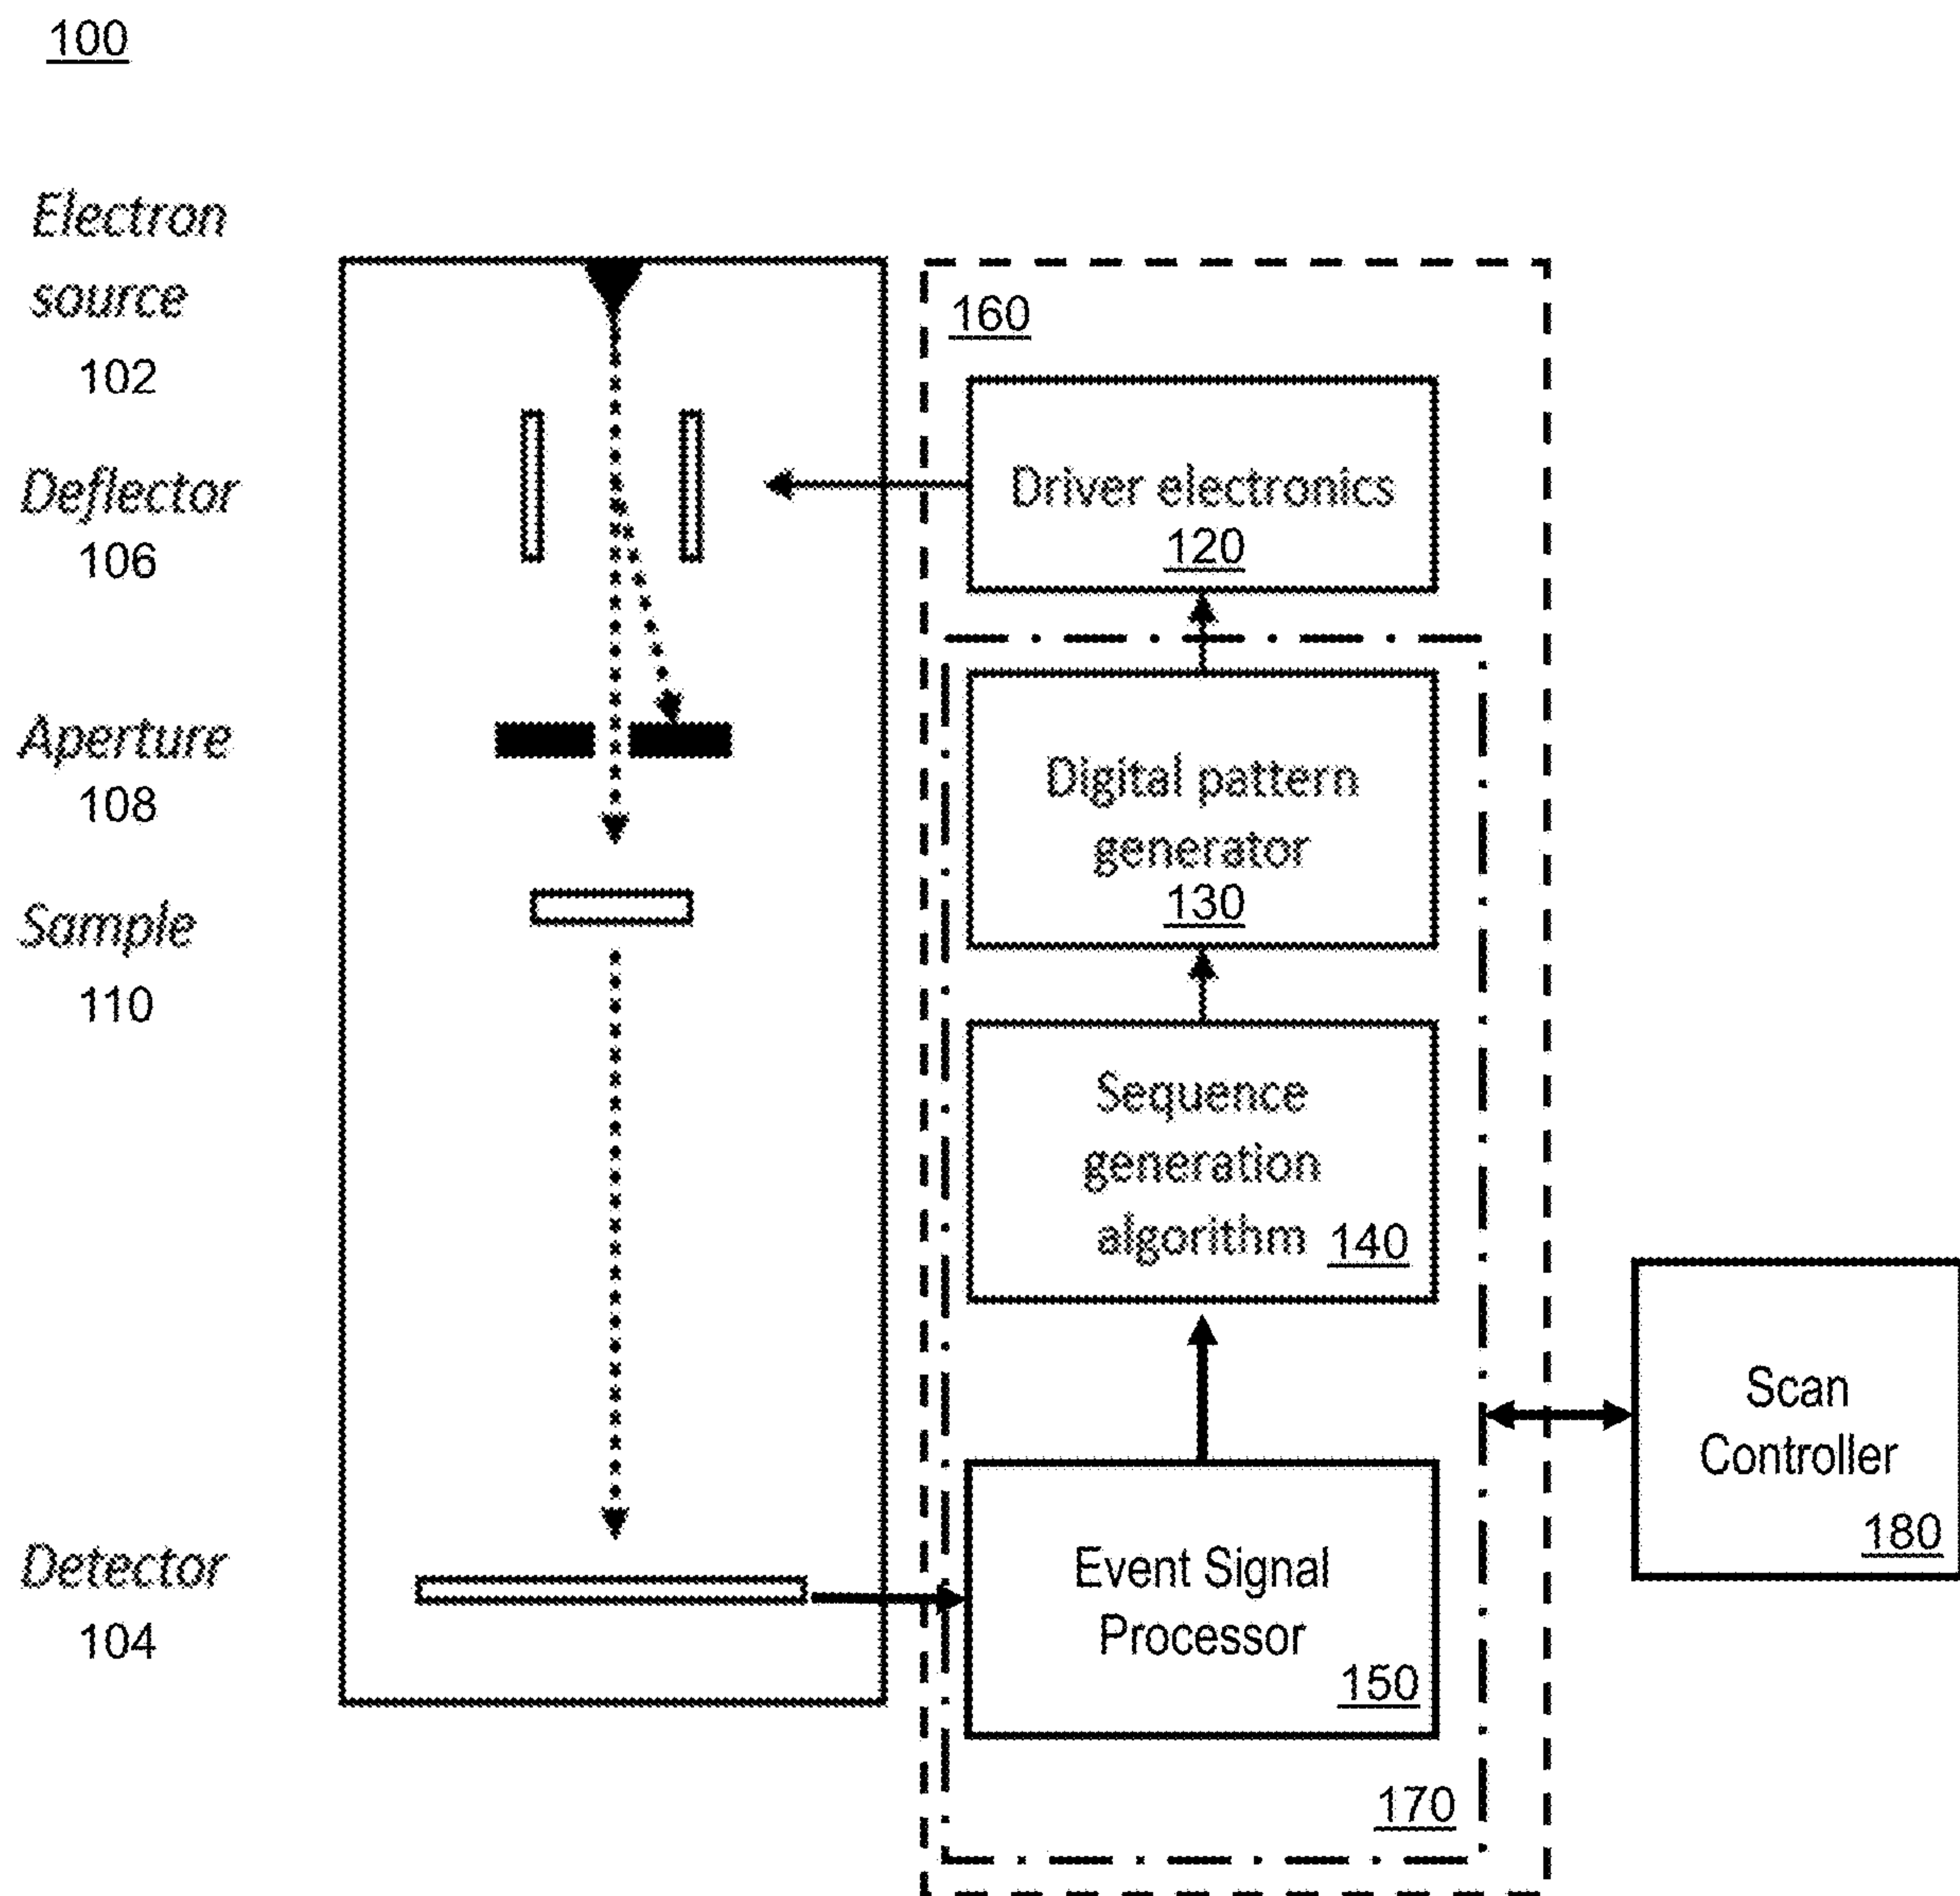 100
Electron
source
102
Deflector
106
Aperture
108
Sample
110
Detector
104
160
Driver electronics
120
Digital pattern
generator
130
Sequence
generation
algorithm 140
Event Signal
Processor
150
170
Scan
Controller
180